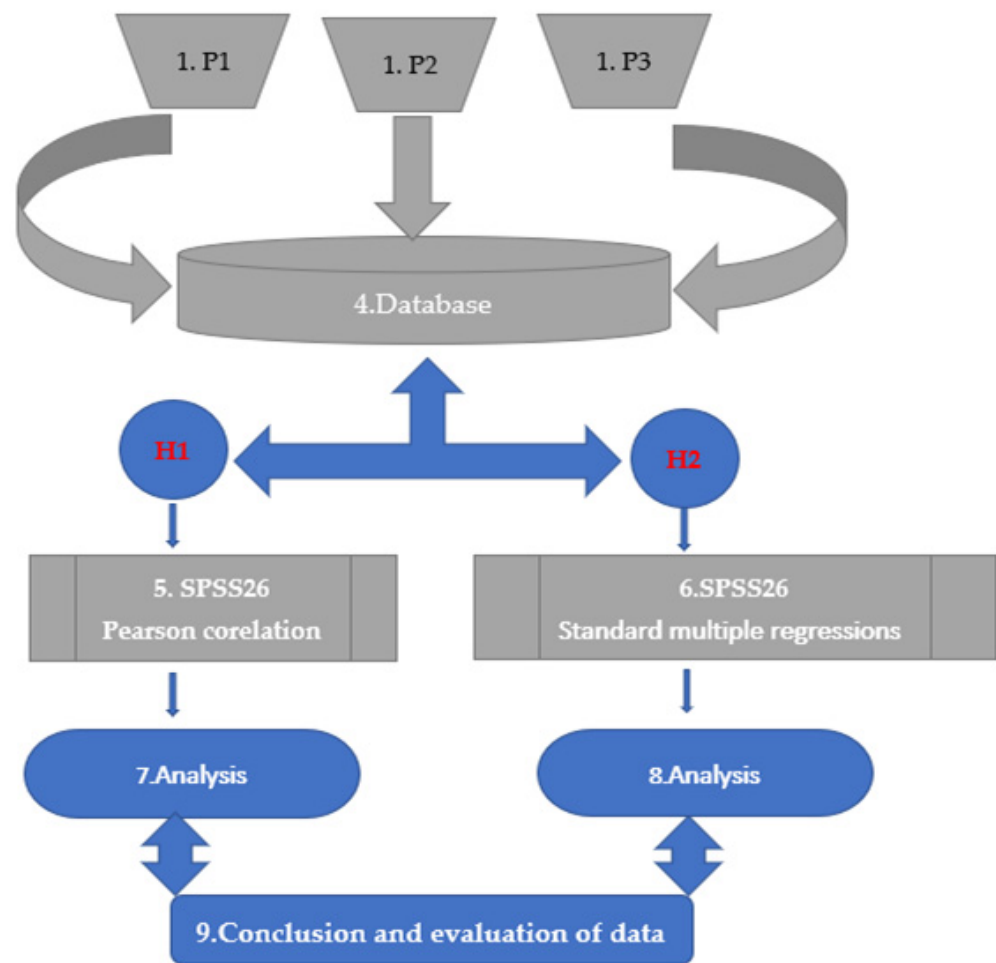 1. P1
1. P2
1. P3
4.Database
H1
H2
5. SPSS26
Pearson corelation
6.SPSS26
Standard multiple regressions
7.Analysis
8.Analysis
9.Conclusion and evaluation of data